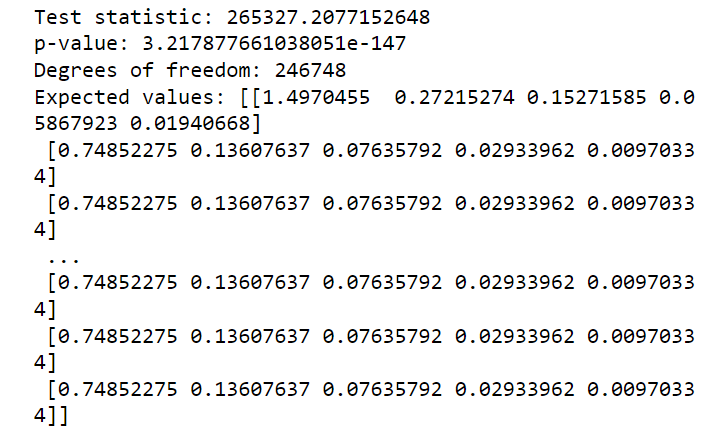 Test statistic: 265327.2077152648
p-value: 3.217877661038051e-147
Degrees of freedom: 246748
Expected values: [[1.4970455  0.27215274 0.15271585 0.0
5867923 0.01940668]
 [0.74852275 0.13607637 0.07635792 0.02933962 0.0097033
4]
 [0.74852275 0.13607637 0.07635792 0.02933962 0.0097033
4]
 ...
 [0.74852275 0.13607637 0.07635792 0.02933962 0.0097033
4]
 [0.74852275 0.13607637 0.07635792 0.02933962 0.0097033
4]
 [0.74852275 0.13607637 0.07635792 0.02933962 0.0097033
4]]